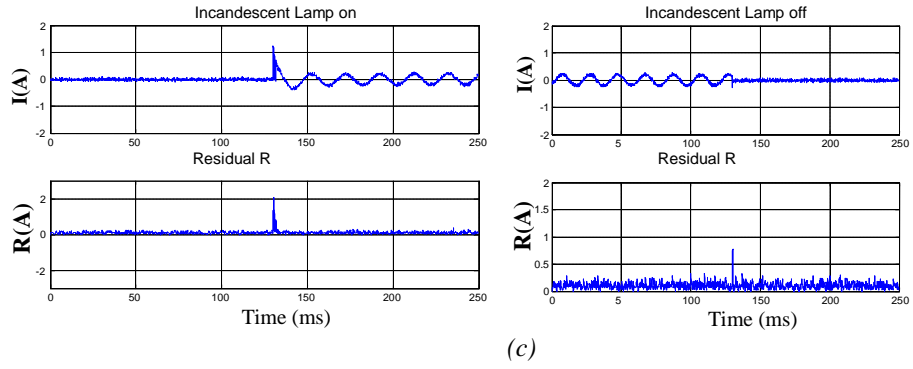 Incandescent Lamp on
I(A)
2
1
0
-1
-2
0 50 100 150 200 250
Residual R
R(A)
2
0
-2
0 50 100 150 200 250
Time (ms)
Incandescent Lamp off
I(A)
2
1
0
-1
-2
0 5 100 150 200 250
Residual R
R(A)
2
1.5
1
0.5
0
0 5 100 150 200 250
Time (ms)
(c)